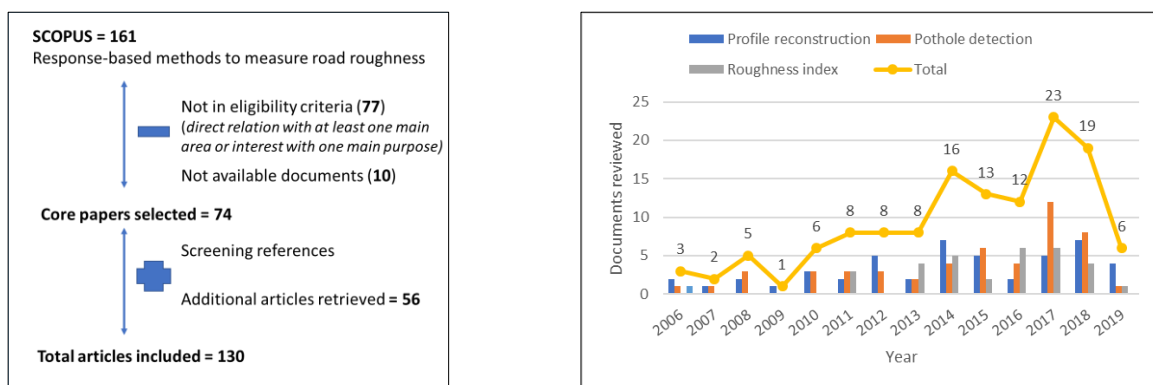 SCOPUS = 161
Response-based methods to measure road roughness
Not in eligibility criteria (77)
(direct relation with at least one main
area or interest with one main purpose)
Not available documents (10)
Core papers selected = 74
Screening references
Additional articles retrieved = 56
Total articles included = 130
Profile reconstruction
Pothole detection
Roughness index
Total
Documents reviewed
25
20
15
10
5
0
3
2
5
1
6
8
8
8
16
13
12
23
19
6
2006
2007
2008
2009
2010
2011
2012
2013
2014
2015
2016
2017
2018
2019
Year